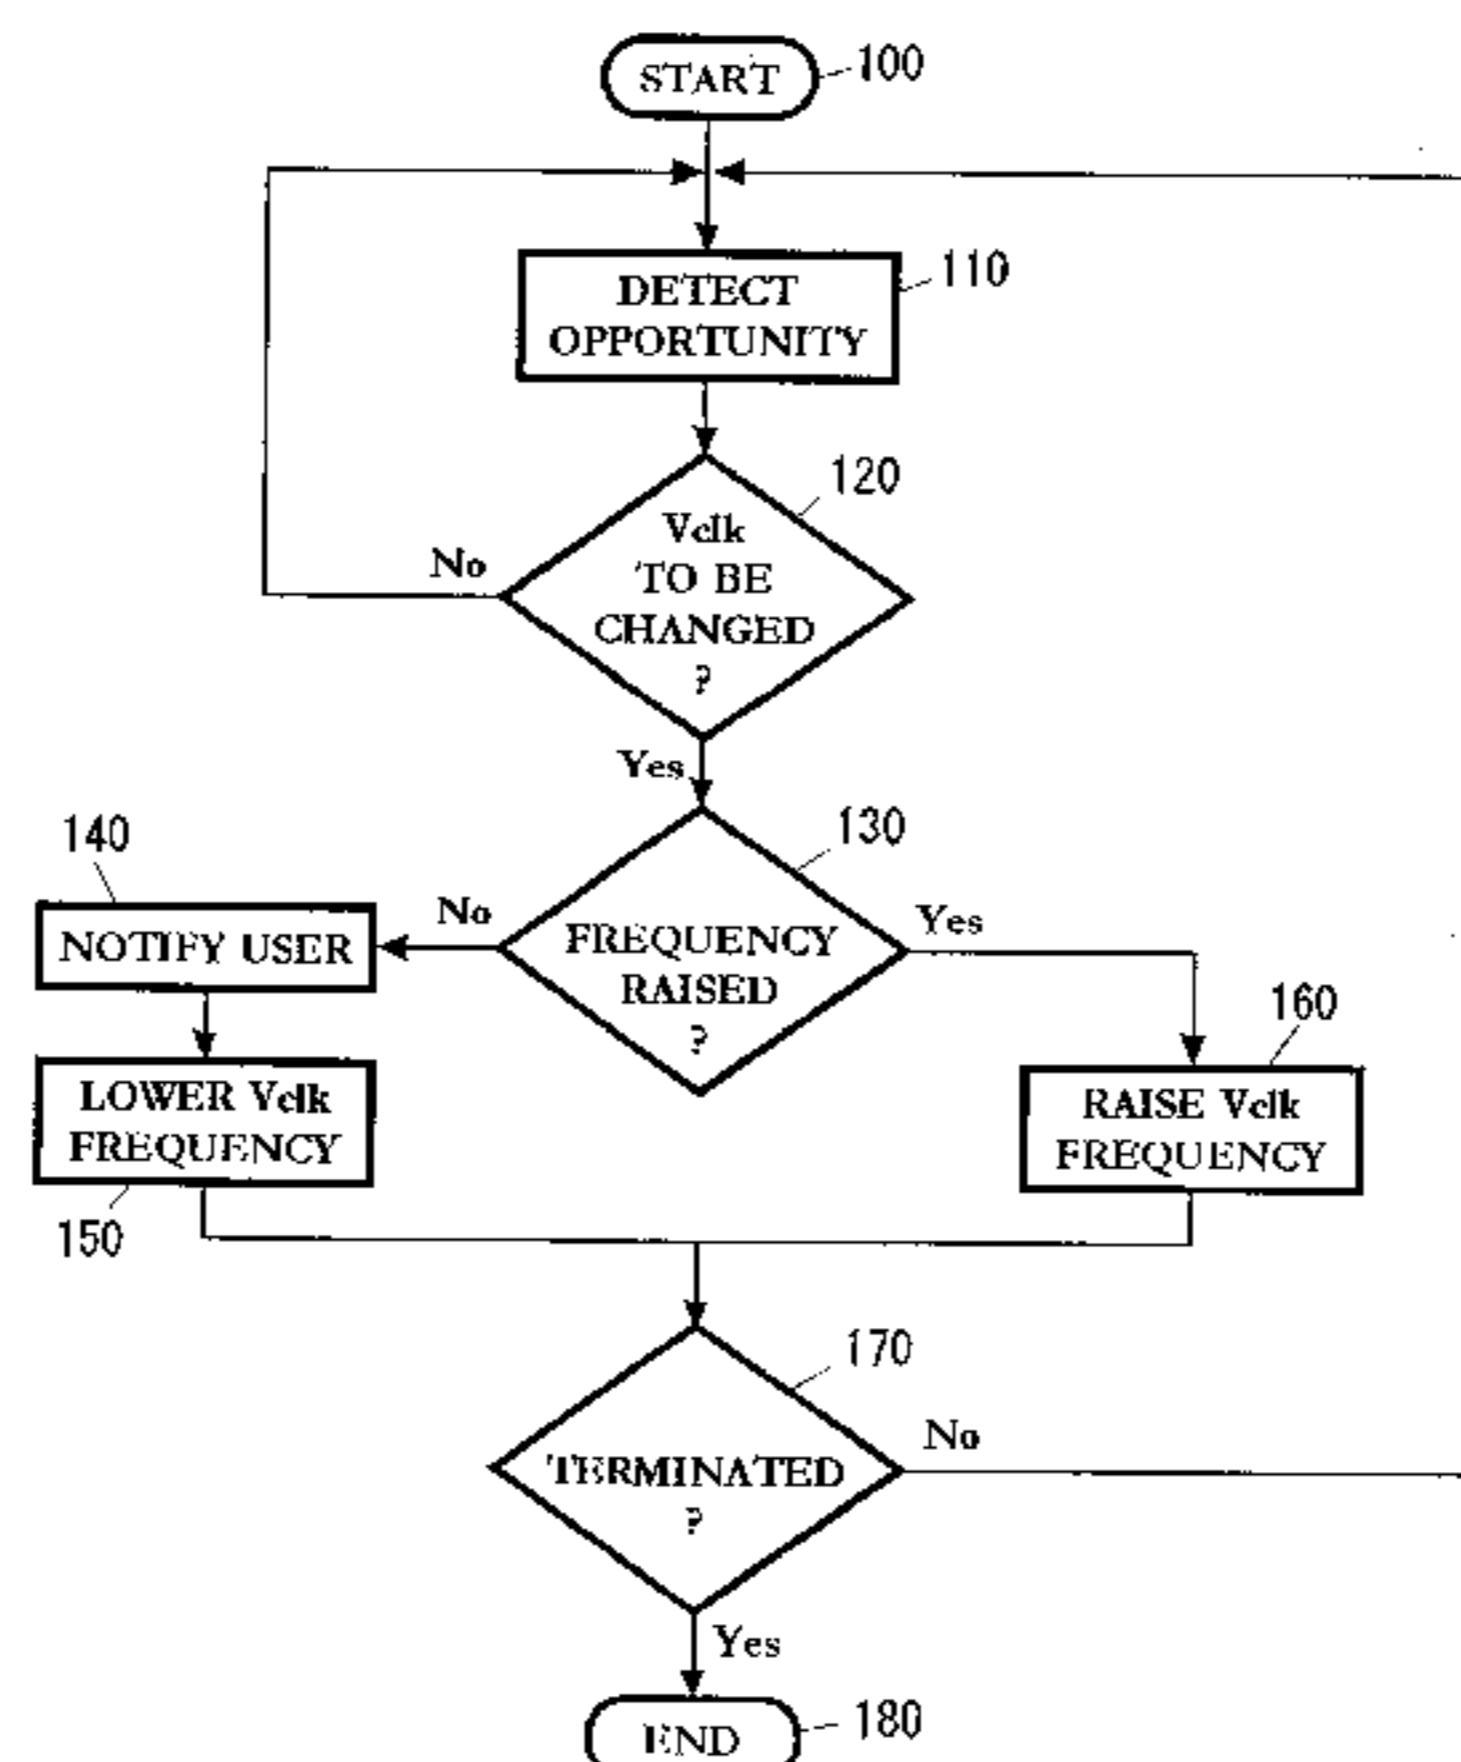 START
100
DETECT
OPPORTUNITY
110
120
Vclk
TO BE
CHANGED
?
No
Yes
130
140
No
NOTIFY USER
FREQUENCY
RAISED
?
Yes
160
LOWER Vclk
FREQUENCY
150
RAISE Vclk
FREQUENCY
170
TERMINATED
?
No
Yes
END
180